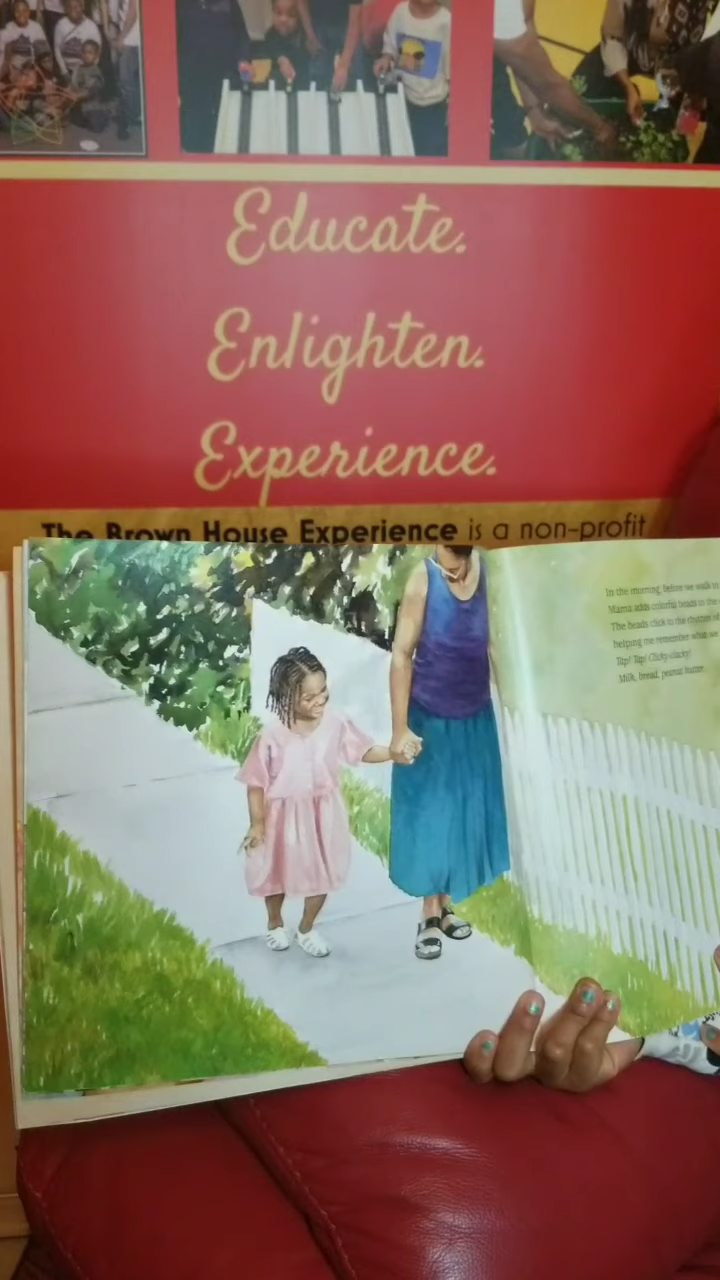 Educate.
Enlighten.
Experience.
The Brown House Experience is a non-profit
In the morning, before we walk to
Mama adds colorful beads to the
The beads click to the rhythm of
helping me remember what we
Tap! Tap! Clicky-clacky!
Milk, bread, peanut butter.